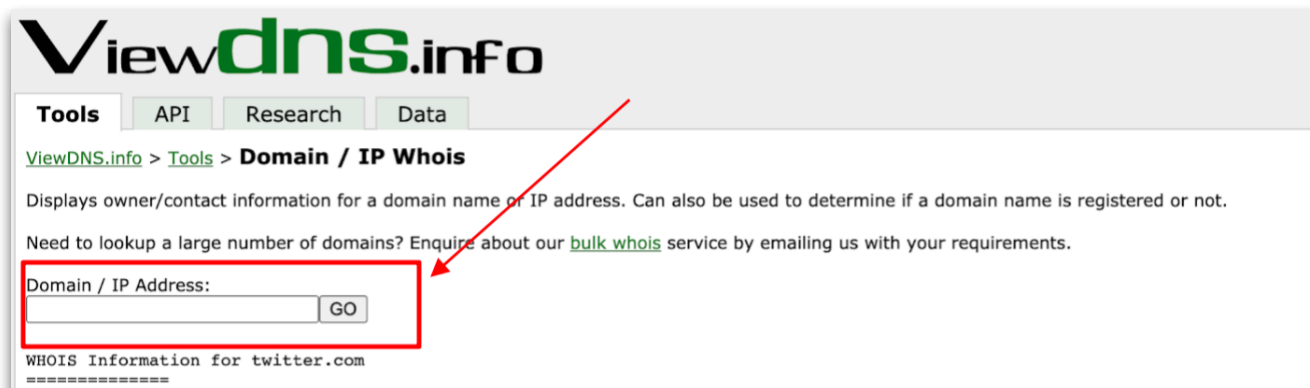 Viewdns.info
Tools API Research Data
ViewDNS.info > Tools > Domain / IP Whois
Displays owner/contact information for a domain name or IP address. Can also be used to determine if a domain name is registered or not.
Need to lookup a large number of domains? Enquire about our bulk whois service by emailing us with your requirements.
Domain / IP Address:
GO
WHOIS Information for twitter.com
==============